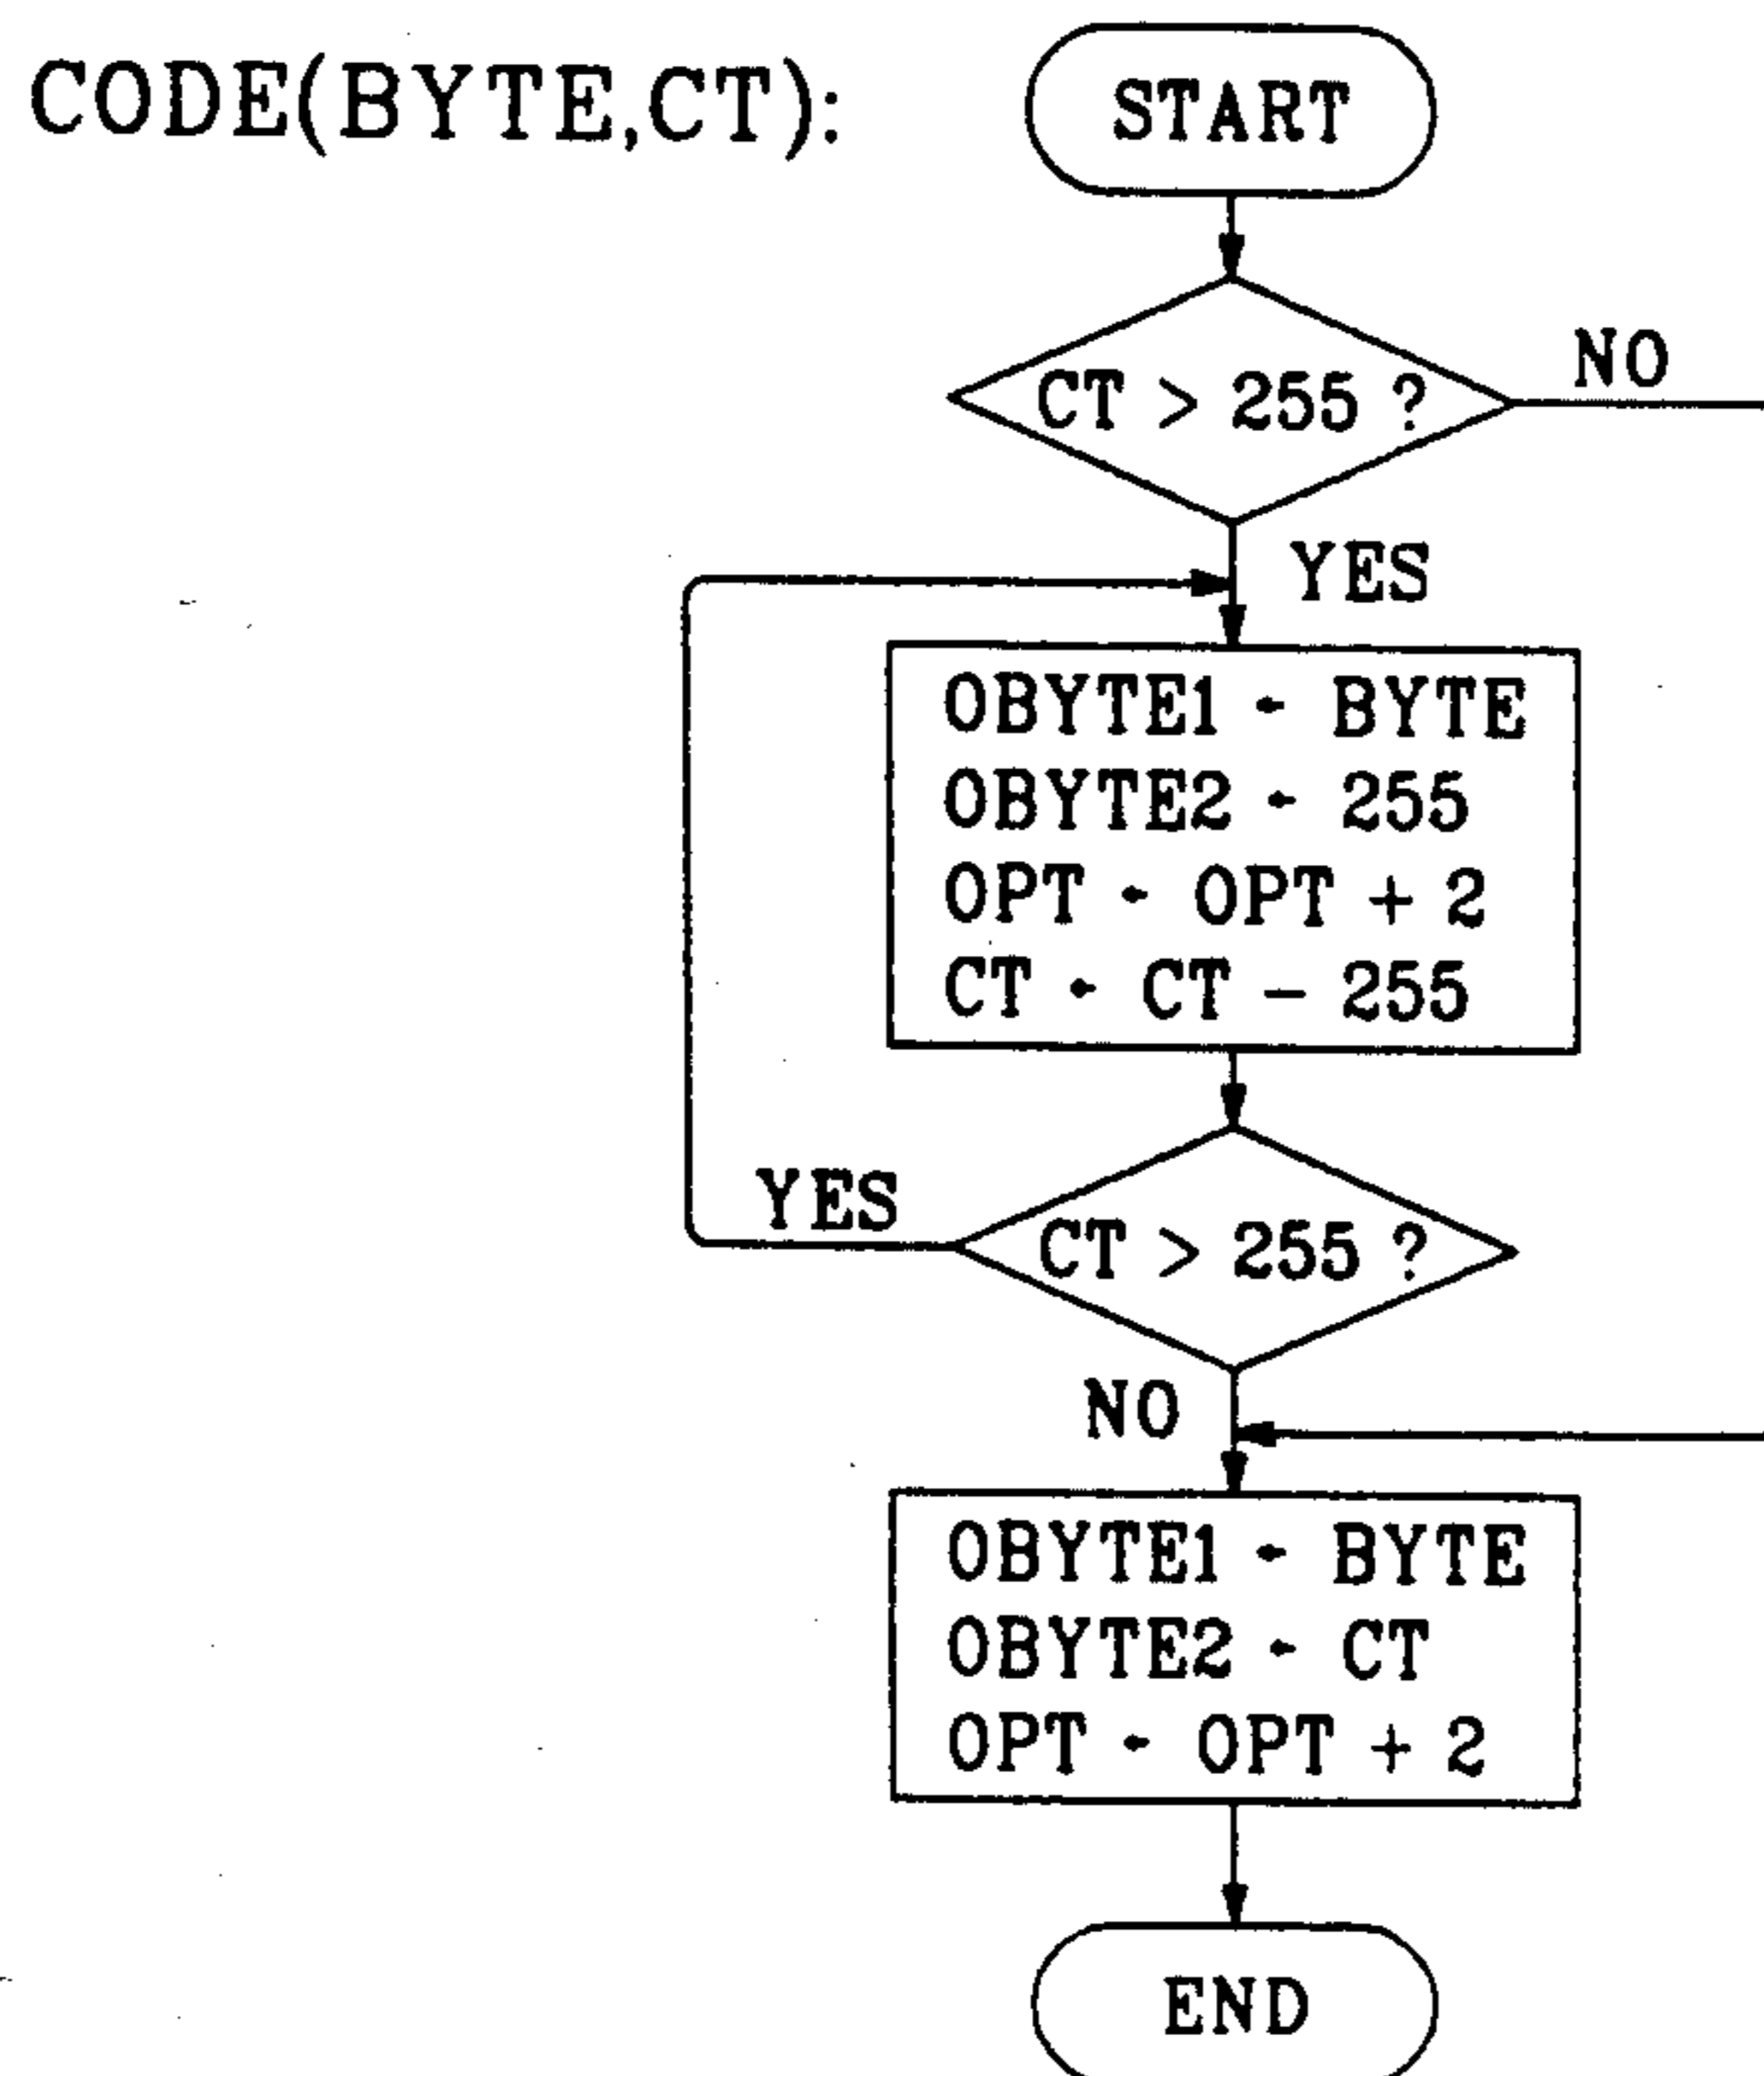 CODE(BYTE,CT):
START
CT > 255 ?
NO
YES
OBYTE1 ← BYTE
OBYTE2 ← 255
OPT ← OPT + 2
CT ← CT − 255
YES
CT > 255 ?
NO
OBYTE1 ← BYTE
OBYTE2 ← CT
OPT ← OPT + 2
END